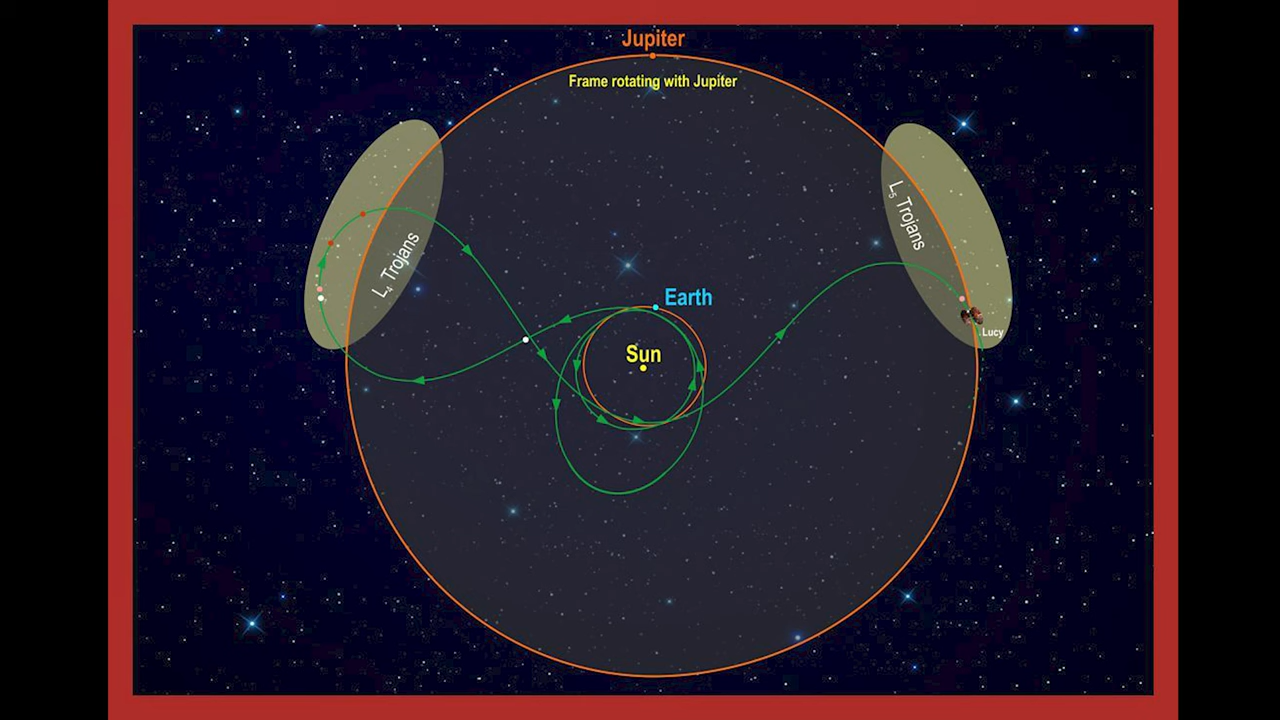 Jupiter
Frame rotating with Jupiter
L4 Trojans
L5 Trojans
Earth
Sun
Lucy